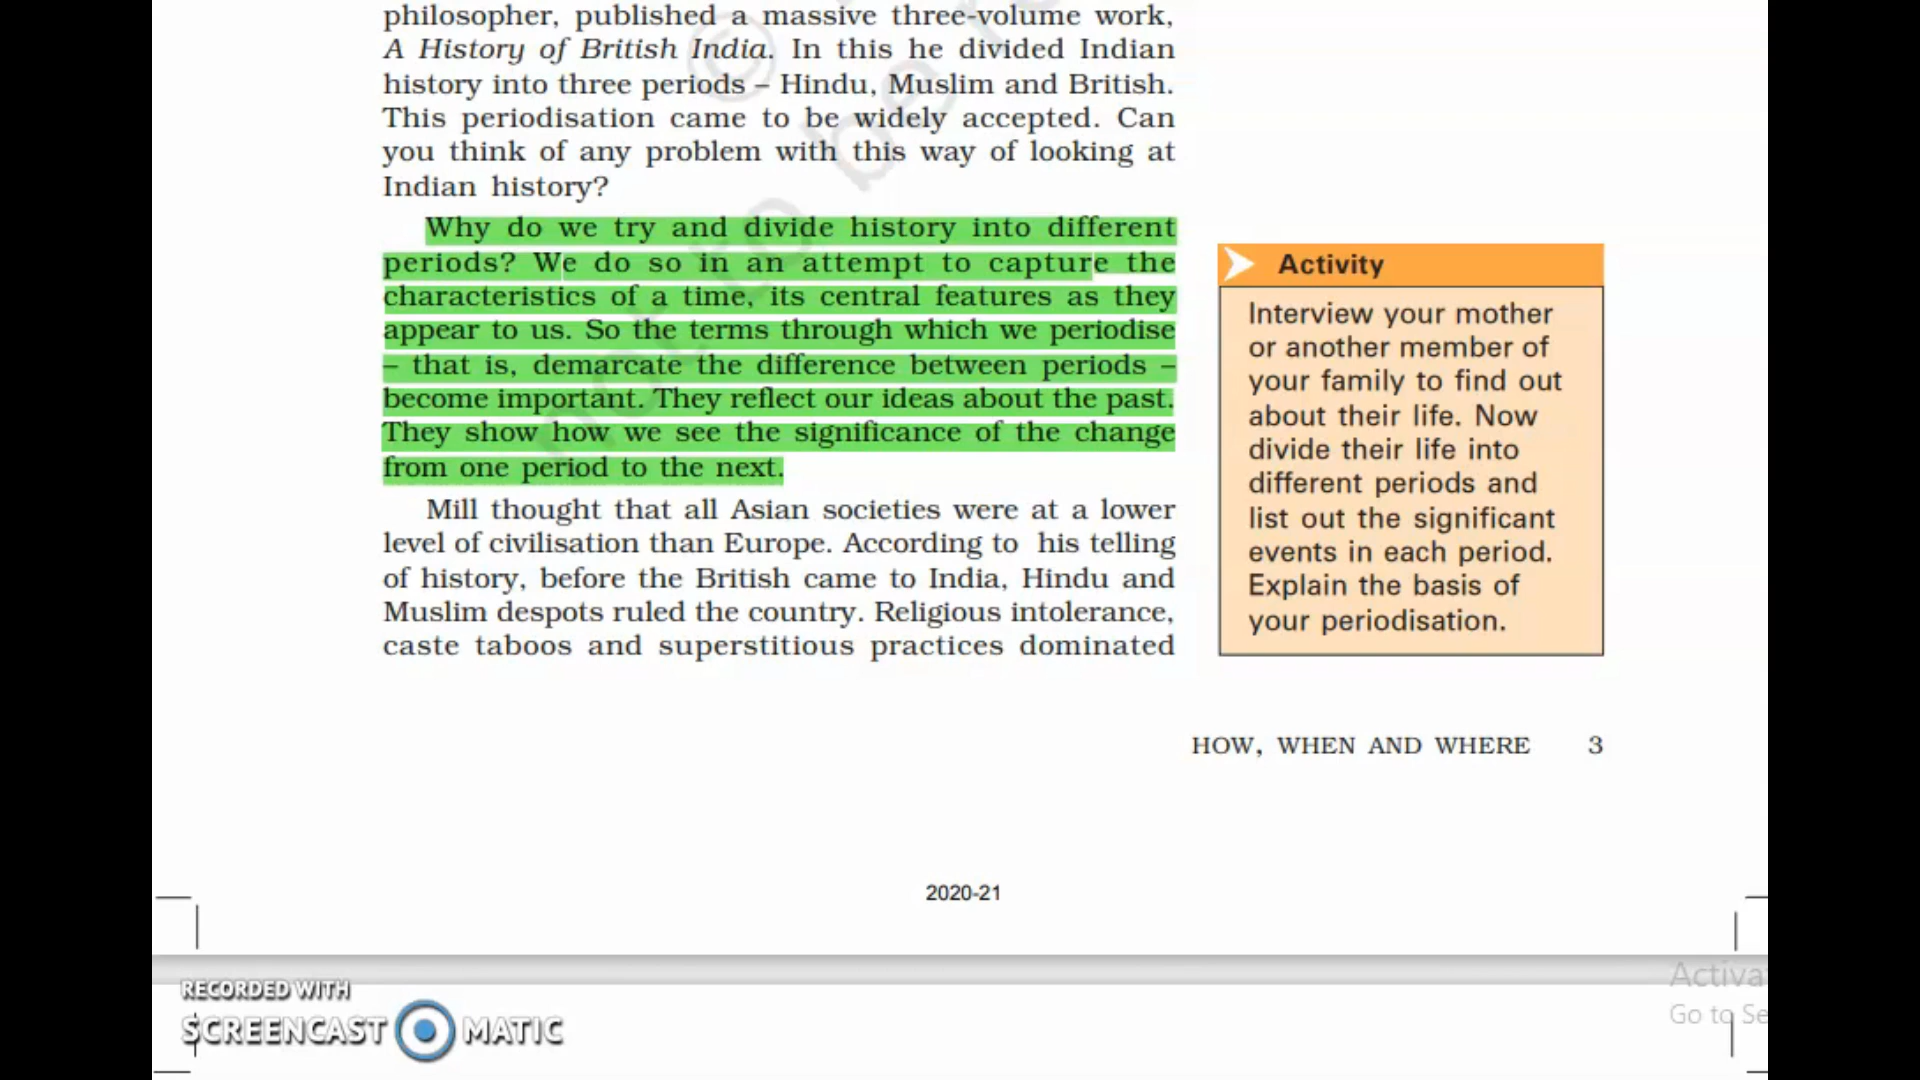 philosopher, published a massive three-volume work,
A History of British India. In this he divided Indian
history into three periods – Hindu, Muslim and British.
This periodisation came to be widely accepted. Can
you think of any problem with this way of looking at
Indian history?
Why do we try and divide history into different
periods? We do so in an attempt to capture the
characteristics of a time, its central features as they
appear to us. So the terms through which we periodise
– that is, demarcate the difference between periods –
become important. They reflect our ideas about the past.
They show how we see the significance of the change
from one period to the next.
Mill thought that all Asian societies were at a lower
level of civilisation than Europe. According to his telling
of history, before the British came to India, Hindu and
Muslim despots ruled the country. Religious intolerance,
caste taboos and superstitious practices dominated
Activity
Interview your mother
or another member of
your family to find out
about their life. Now
divide their life into
different periods and
list out the significant
events in each period.
Explain the basis of
your periodisation.
HOW, WHEN AND WHERE 3
2020-21
RECORDED WITH
SCREENCAST MATIC
Go to
© not to be